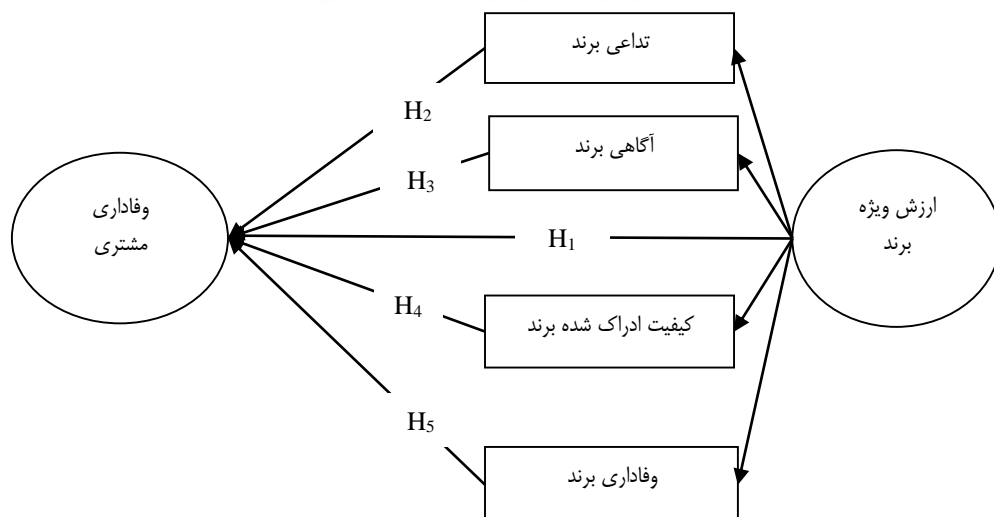 تداعی برند
H2
آگاهی برند
H3
ارزش ویژه
برند
وفاداری
مشتری
H1
کیفیت ادراک شده برند
H4
H5
وفاداری برند